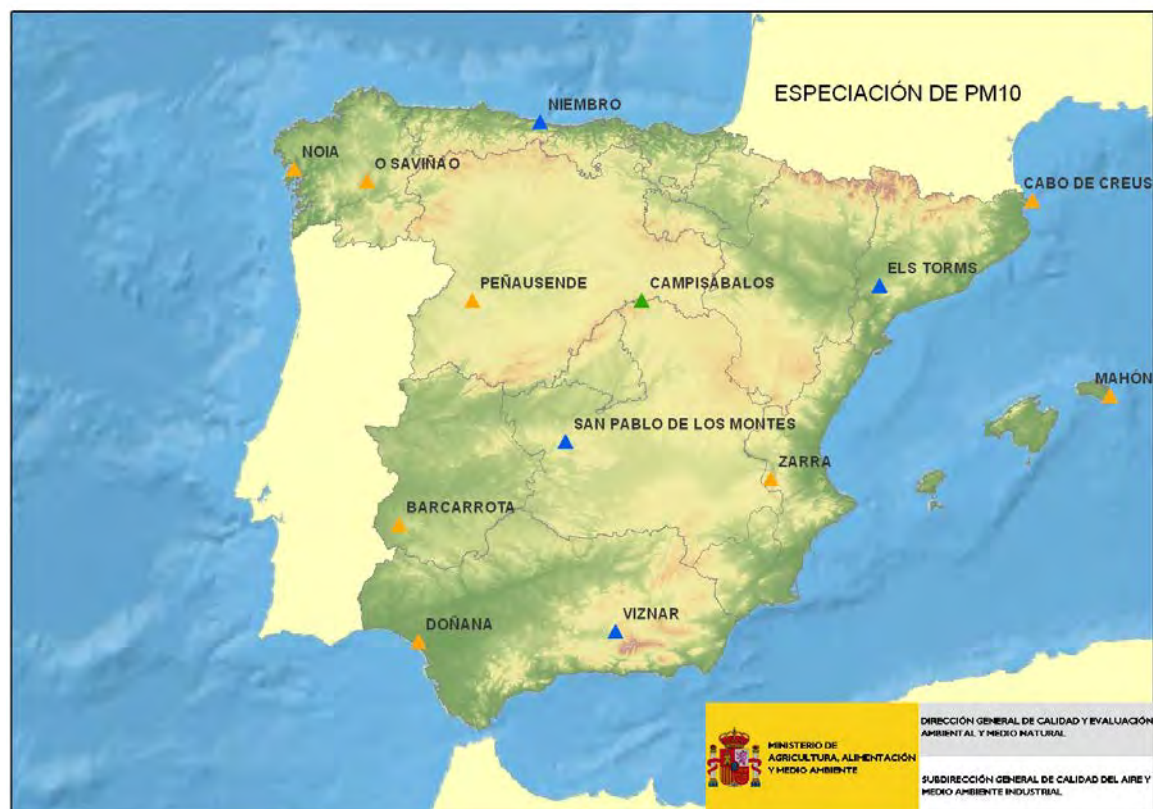 ESPECIACIÓN DE PM10
NIEMBRO
NOIA
O SAVIÑAO
CABO DE CREUS
PEÑAUSENDE
CAMPISÁBALOS
ELS TORMS
MAHÓN
SAN PABLO DE LOS MONTES
ZARRA
BARCARROTA
VIZNAR
DOÑANA
MINISTERIO DE
AGRICULTURA, ALIMENTACIÓN
Y MEDIO AMBIENTE
DIRECCIÓN GENERAL DE CALIDAD Y EVALUACIÓN
AMBIENTAL Y MEDIO NATURAL
SUBDIRECCIÓN GENERAL DE CALIDAD DEL AIRE Y
MEDIO AMBIENTE INDUSTRIAL